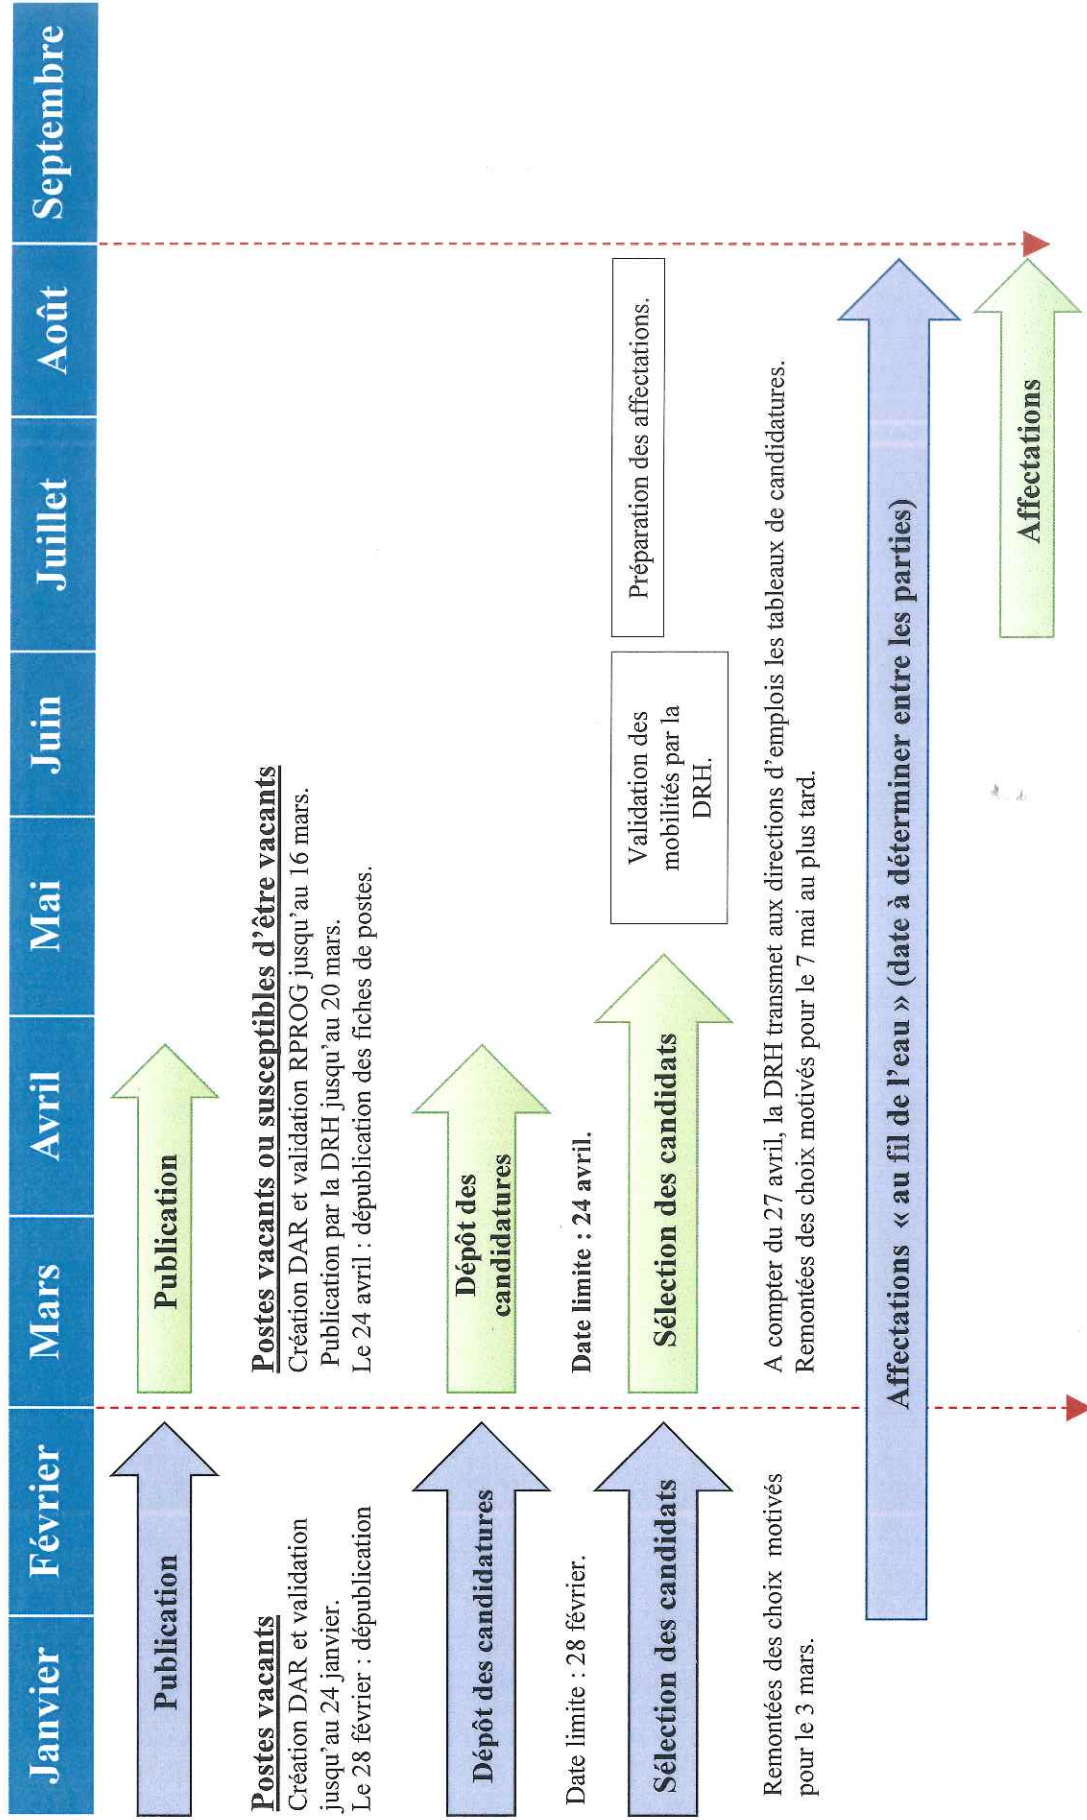 Janvier
Février
Mars
Avril
Mai
Juin
Juillet
Août
Septembre
Publication
Publication
Postes vacants
Création DAR et validation
jusqu'au 24 janvier.
Le 28 février : dépublication
Postes vacants ou susceptibles d'être vacants
Création DAR et validation RPROG jusqu'au 16 mars.
Publication par la DRH jusqu'au 20 mars.
Le 24 avril : dépublication des fiches de postes.
Dépôt des candidatures
Dépôt des
candidatures
Date limite : 28 février.
Date limite : 24 avril.
Sélection des candidats
Sélection des candidats
Validation des
mobilités par la
DRH.
Préparation des affectations.
Remontées des choix motivés
pour le 3 mars.
A compter du 27 avril, la DRH transmet aux directions d'emplois les tableaux de candidatures.
Remontées des choix motivés pour le 7 mai au plus tard.
Affectations « au fil de l'eau » (date à déterminer entre les parties)
Affectations